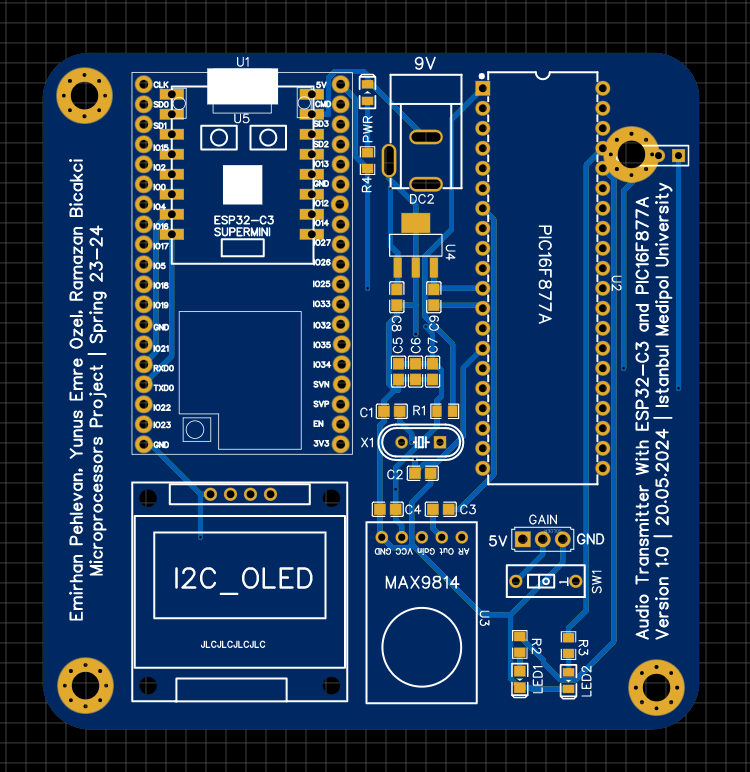 U1
9V
CLK
SD0
SD1
IO15
IO2
IO0
IO4
IO16
IO17
IO5
IO18
IO19
GND
IO21
RXD0
TXD0
IO22
IO23
GND
5V
CMD
SD3
SD2
IO13
GND
IO12
IO14
IO27
IO26
IO25
IO33
IO32
IO35
IO34
SVN
SVP
EN
3V3
U5
ESP32-C3
SUPERMINI
PWR
R4
DC2
U4
C8
C9
C5
C6
C7
C1
R1
X1
C2
C4
C3
PIC16F877A
U2
Emirhan Pehlevan, Yunus Emre Ozel, Ramazan Bicakci
Microprocessors Project | Spring 23-24
Audio Transmitter With ESP32-C3 and PIC16F877A
Version 1.0 | 20.05.2024 | Istanbul Medipol University
I2C_OLED
JLCJLCJLCJLC
GND
VCC
Gain
Out
AR
MAX9814
U3
GAIN
5V
GND
SW1
1
R2
R3
LED1
LED2